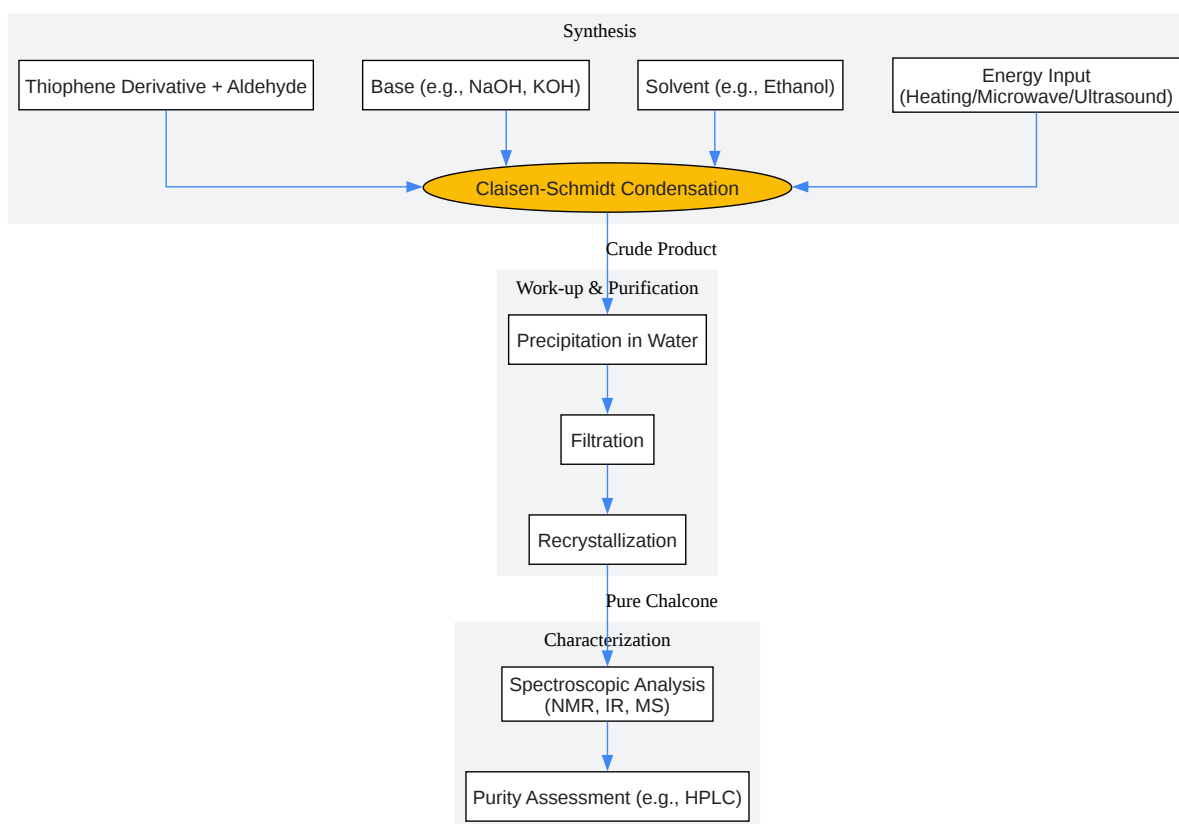 Synthesis
Thiophene Derivative + Aldehyde
Base (e.g., NaOH, KOH)
Solvent (e.g., Ethanol)
Energy Input
(Heating/Microwave/Ultrasound)
Claisen-Schmidt Condensation
Crude Product
Work-up & Purification
Precipitation in Water
Filtration
Recrystallization
Pure Chalcone
Characterization
Spectroscopic Analysis
(NMR, IR, MS)
Purity Assessment (e.g., HPLC)